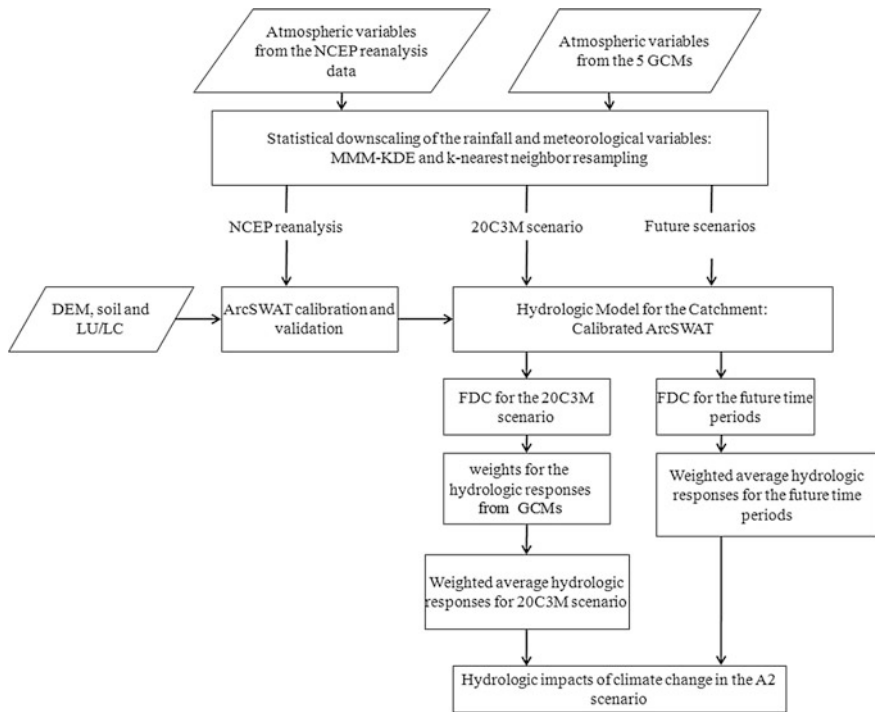 Atmospheric variables
from the NCEP reanalysis
data
Atmospheric variables
from the 5 GCMs
Statistical downscaling of the rainfall and meteorological variables:
MMM-KDE and k-nearest neighbor resampling
NCEP reanalysis
20C3M scenario
Future scenarios
DEM, soil and
LU/LC
ArcSWAT calibration and
validation
Hydrologic Model for the Catchment:
Calibrated ArcSWAT
FDC for the 20C3M
scenario
FDC for the future time
periods
weights for the
hydrologic responses
from GCMs
Weighted average hydrologic
responses for the future time
periods
Weighted average hydrologic
responses for 20C3M scenario
Hydrologic impacts of climate change in the A2
scenario